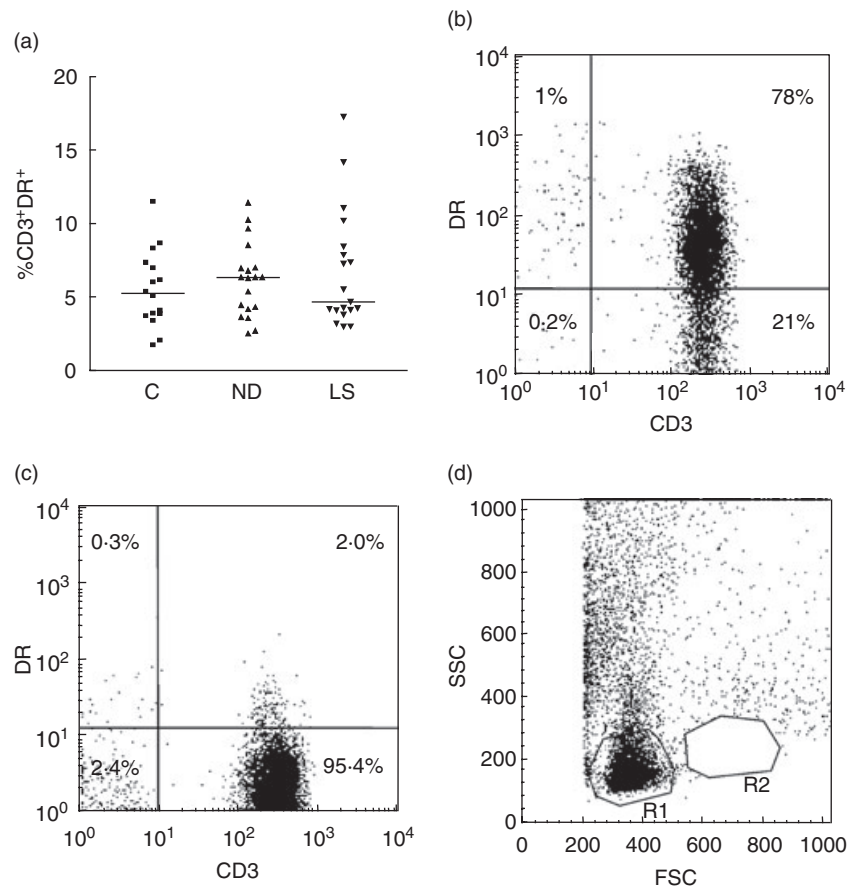 (a)
20
15
10
5
0
%CD3⁺DR⁺
C ND LS
(b)
10⁴
10³
10²
10¹
10⁰
DR
1% 78%
0·2% 21%
10⁰ 10¹ 10² 10³ 10⁴
CD3
(c)
10⁴
10³
10²
10¹
10⁰
DR
0·3% 2·0%
2·4% 95·4%
10⁰ 10¹ 10² 10³ 10⁴
CD3
(d)
1000
800
600
400
200
0
SSC
R1
R2
0 200 400 600 800 1000
FSC